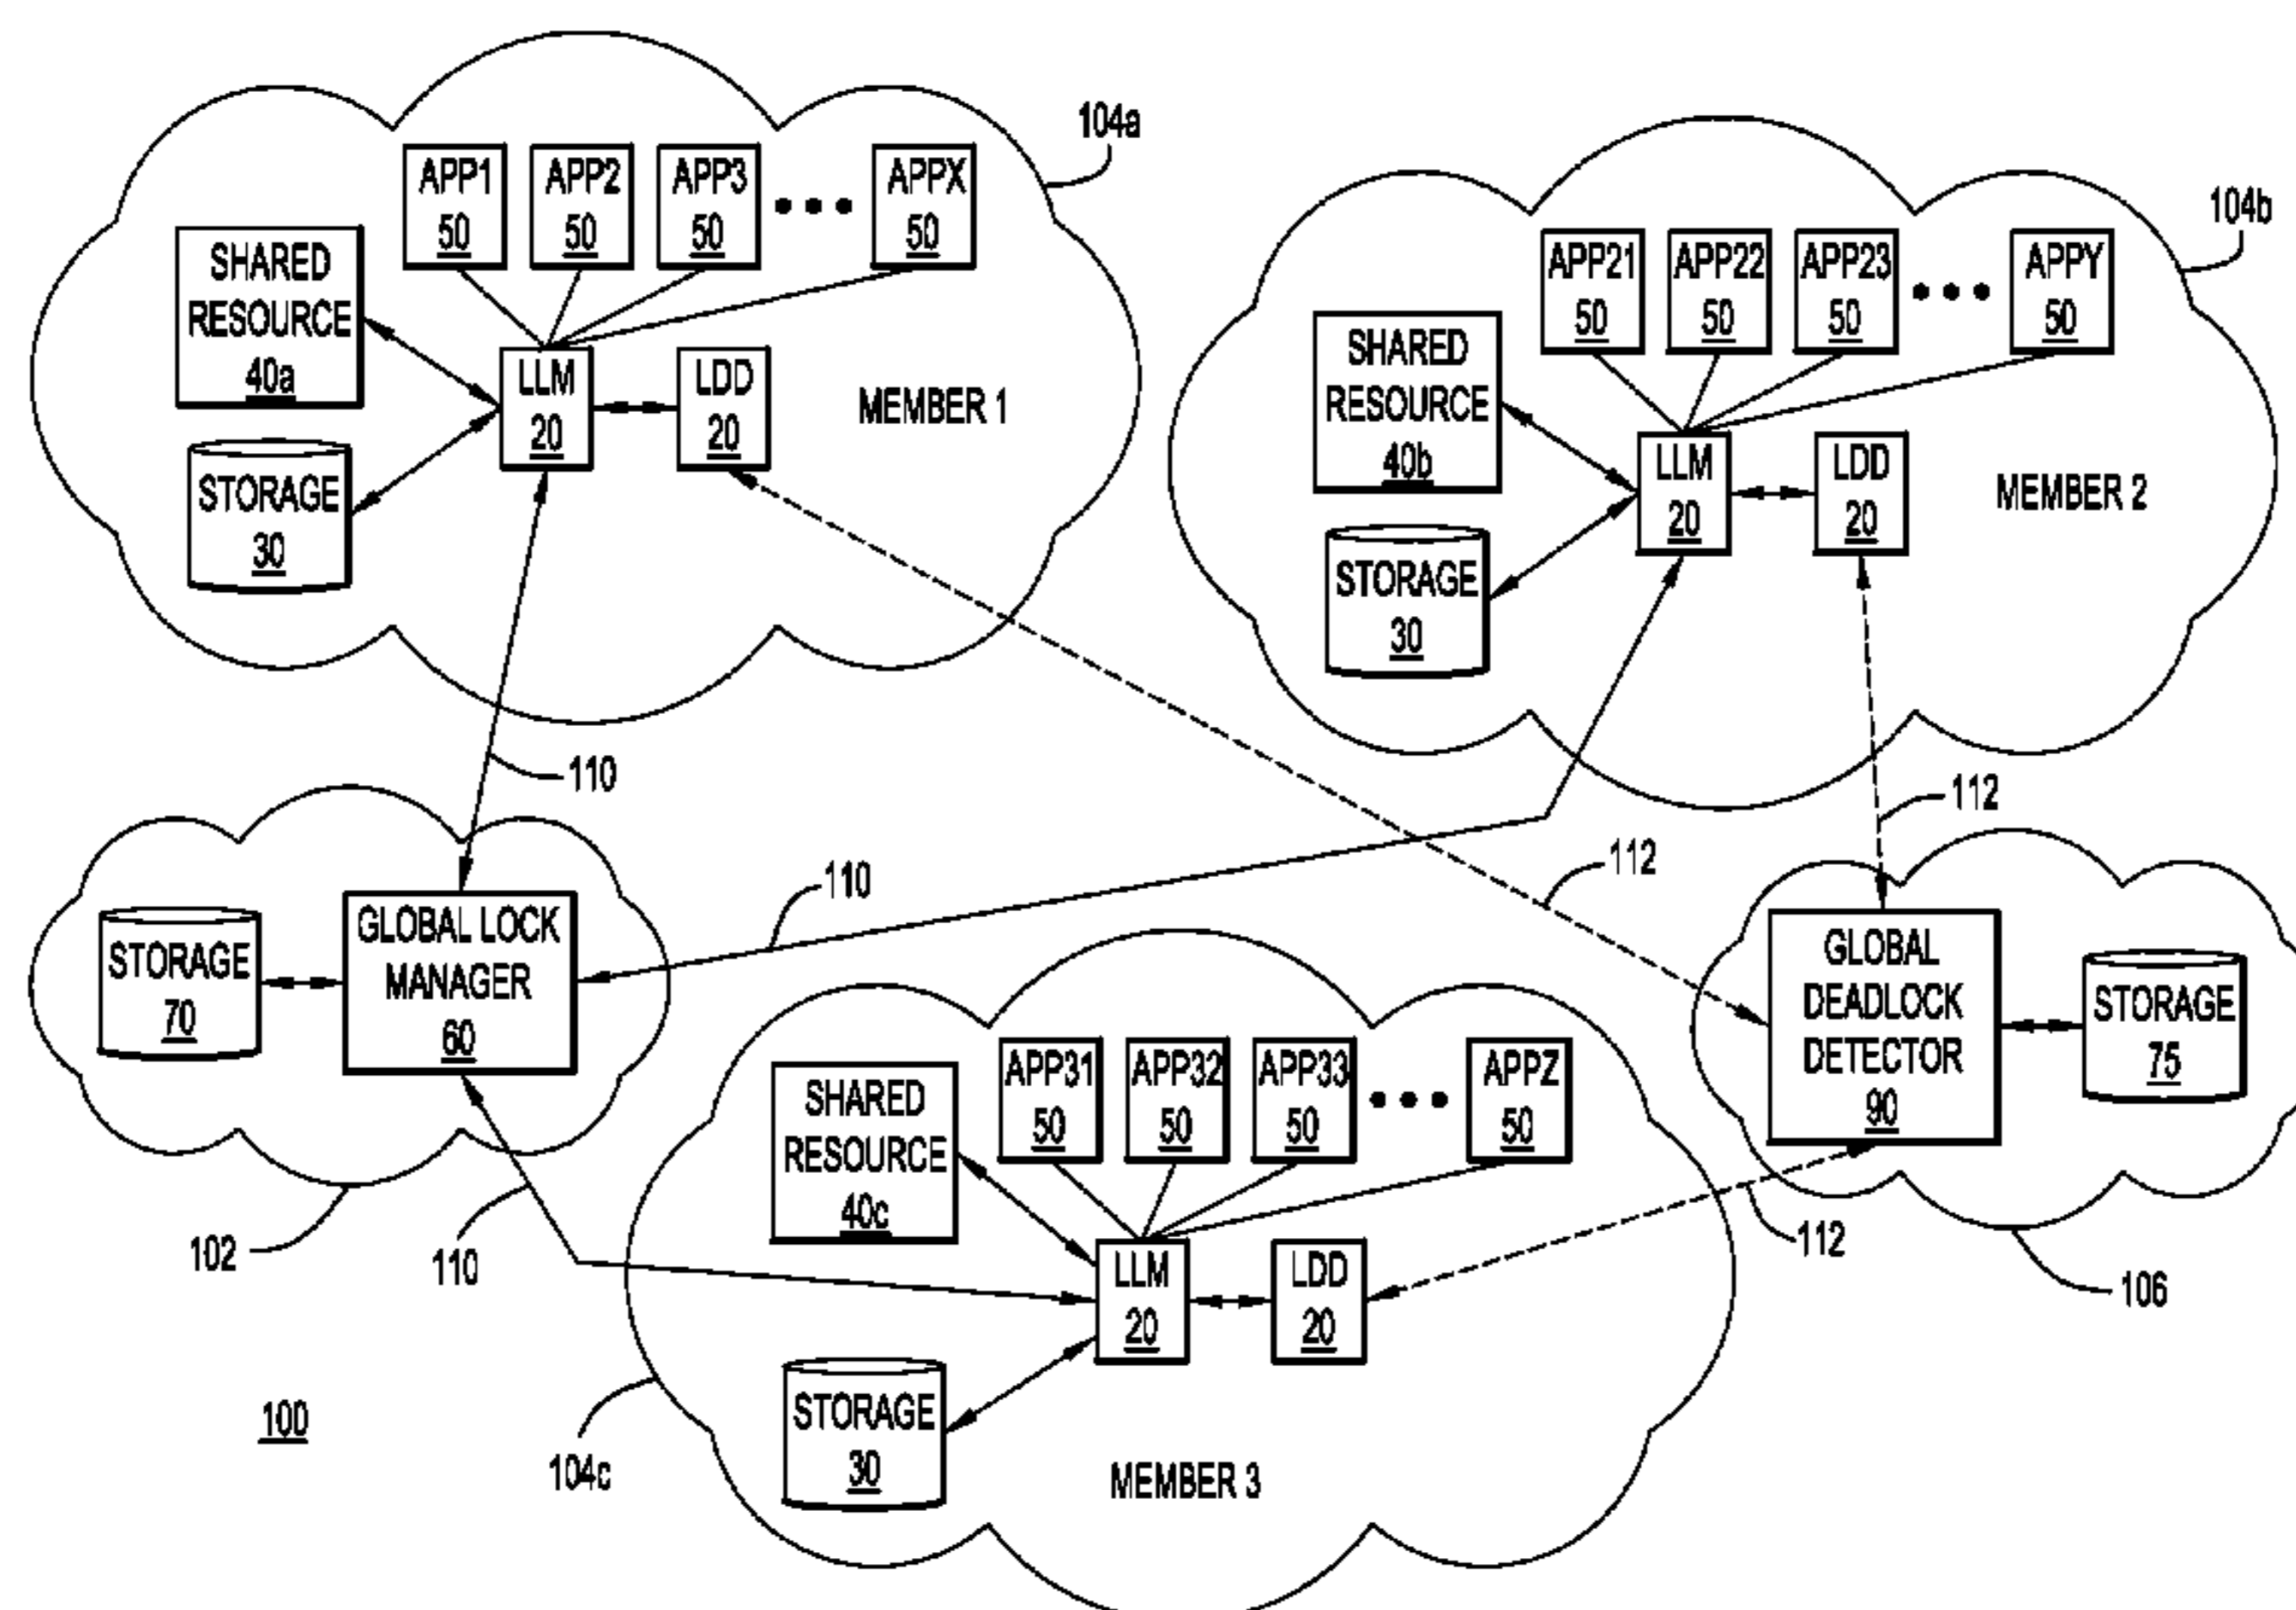 104a
APP1
50
APP2
50
APP3
50
APPX
50
SHARED
RESOURCE
40a
LLM
20
LDD
20
MEMBER 1
STORAGE
30
104b
APP21
50
APP22
50
APP23
50
APPY
50
SHARED
RESOURCE
40b
LLM
20
LDD
20
MEMBER 2
STORAGE
30
110
112
110
112
STORAGE
70
GLOBAL LOCK
MANAGER
60
GLOBAL
DEADLOCK
DETECTOR
90
STORAGE
75
APP31
50
APP32
50
APP33
50
APPZ
50
SHARED
RESOURCE
40c
LLM
20
LDD
20
102
110
112
106
STORAGE
30
MEMBER 3
100
104c